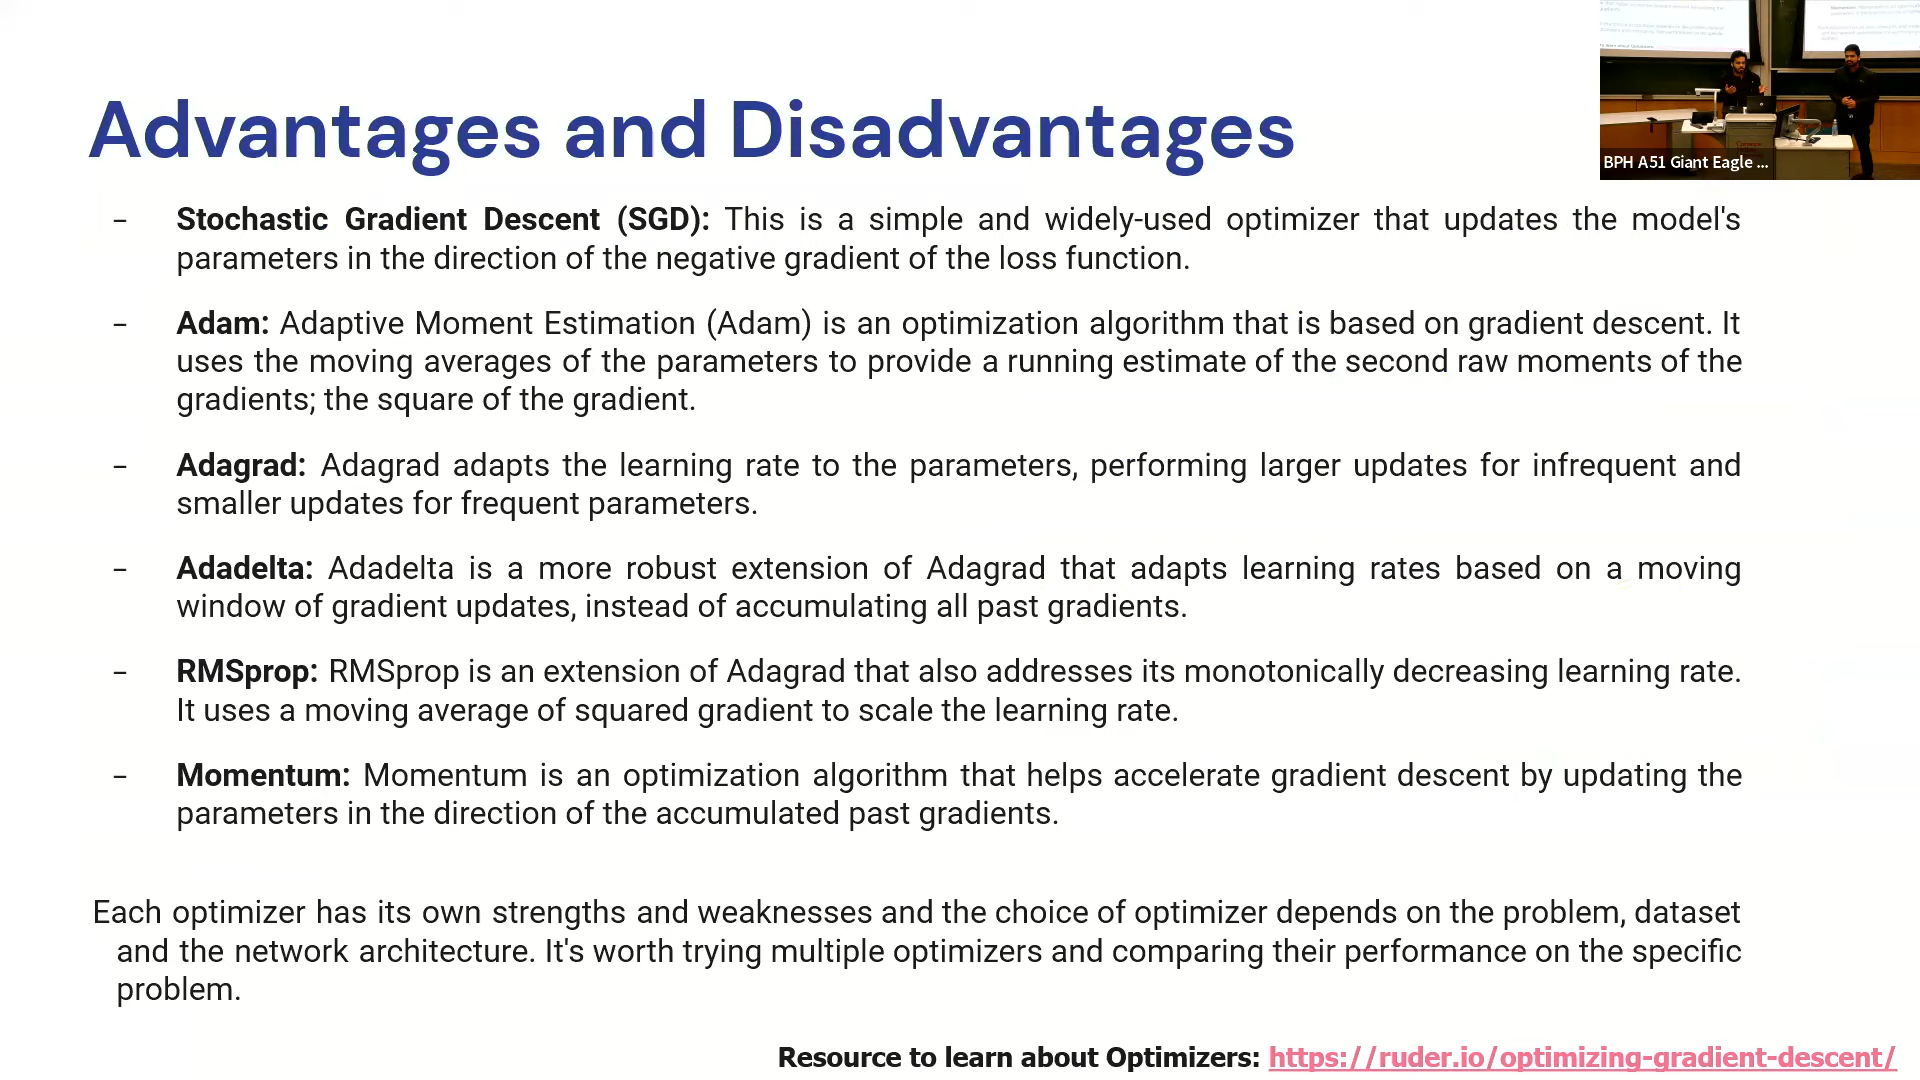 Advantages and Disadvantages
BPH A51 Giant Eagle ...
- Stochastic Gradient Descent (SGD): This is a simple and widely-used optimizer that updates the model's
parameters in the direction of the negative gradient of the loss function.
- Adam: Adaptive Moment Estimation (Adam) is an optimization algorithm that is based on gradient descent. It
uses the moving averages of the parameters to provide a running estimate of the second raw moments of the
gradients; the square of the gradient.
- Adagrad: Adagrad adapts the learning rate to the parameters, performing larger updates for infrequent and
smaller updates for frequent parameters.
- Adadelta: Adadelta is a more robust extension of Adagrad that adapts learning rates based on a moving
window of gradient updates, instead of accumulating all past gradients.
- RMSprop: RMSprop is an extension of Adagrad that also addresses its monotonically decreasing learning rate.
It uses a moving average of squared gradient to scale the learning rate.
- Momentum: Momentum is an optimization algorithm that helps accelerate gradient descent by updating the
parameters in the direction of the accumulated past gradients.
Each optimizer has its own strengths and weaknesses and the choice of optimizer depends on the problem, dataset
and the network architecture. It's worth trying multiple optimizers and comparing their performance on the specific
problem.
Resource to learn about Optimizers: https://ruder.io/optimizing-gradient-descent/